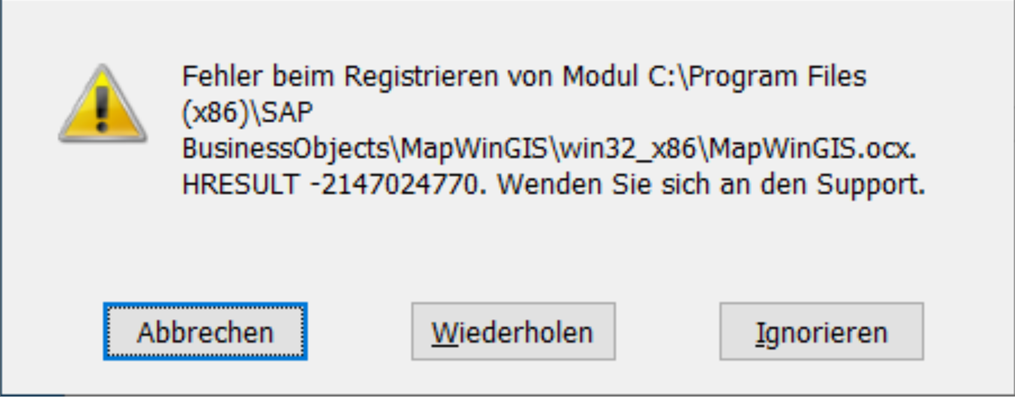 Fehler beim Registrieren von Modul C:\Program Files
(x86)\SAP
BusinessObjects\MapWinGIS\win32_x86\MapWinGIS.ocx.
HRESULT -2147024770. Wenden Sie sich an den Support.
Abbrechen
Wiederholen
Ignorieren